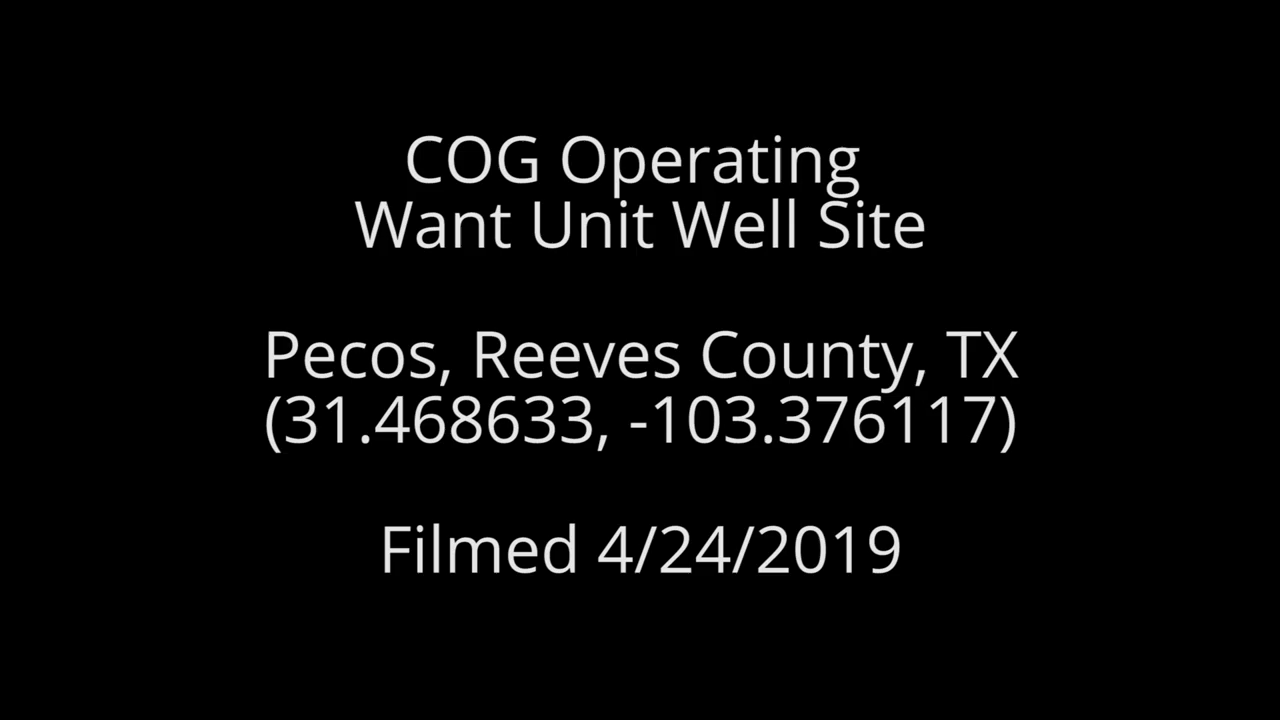 COG Operating
Want Unit Well Site
Pecos, Reeves County, TX
(31.468633, -103.376117)
Filmed 4/24/2019